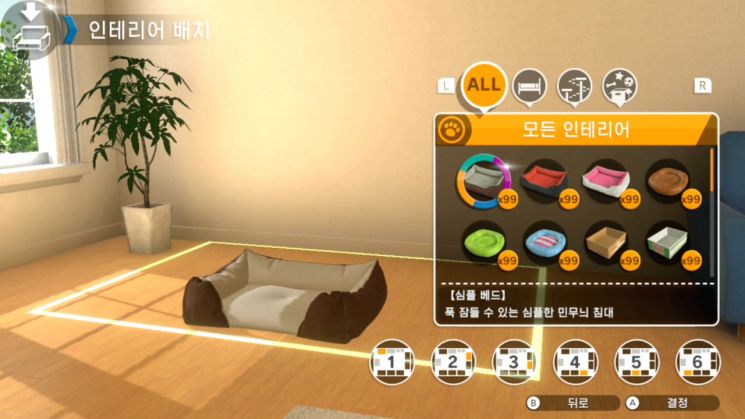 인테리어 배치
L
ALL
R
모든 인테리어
x99
x99
x99
x99
x99
x99
x99
x99
【심플 베드】
푹 잠들 수 있는 심플한 민무늬 침대
1
2
3
4
5
6
B 뒤로
A 결정